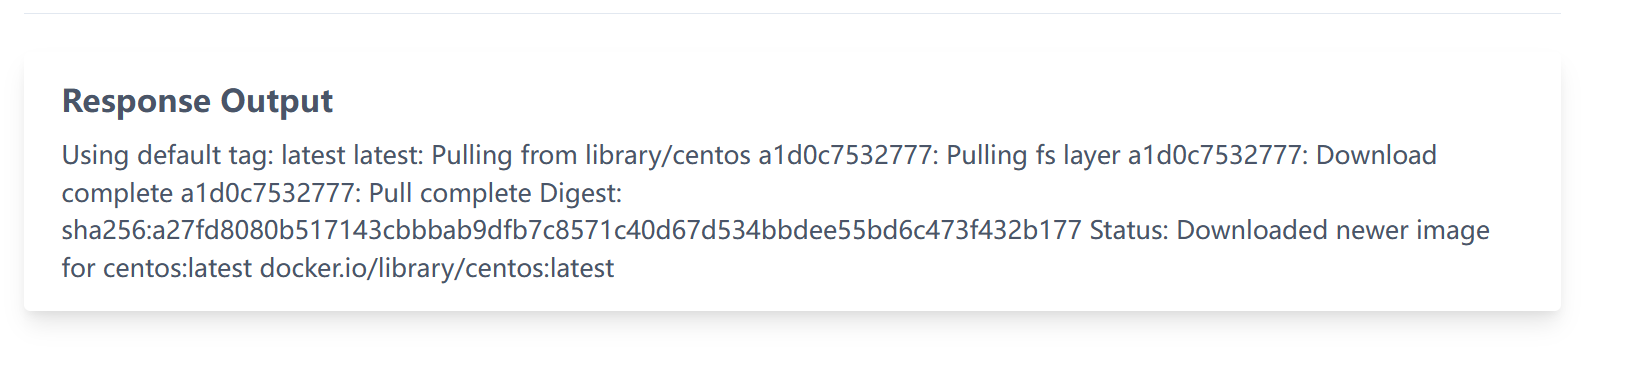 Response Output
Using default tag: latest latest: Pulling from library/centos a1d0c7532777: Pulling fs layer a1d0c7532777: Download
complete a1d0c7532777: Pull complete Digest:
sha256:a27fd8080b517143cbbbab9dfb7c8571c40d67d534bbdee55bd6c473f432b177 Status: Downloaded newer image
for centos:latest docker.io/library/centos:latest